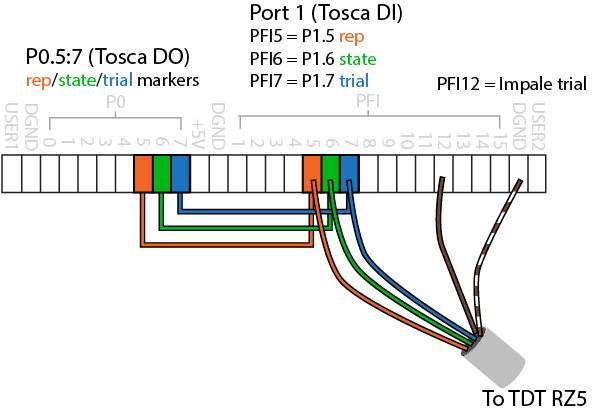 Port 1 (Tosca DI)
PFI5 = P1.5 rep
PFI6 = P1.6 state
PFI7 = P1.7 trial
P0.5:7 (Tosca DO)
rep/state/trial markers
PFI12 = Impale trial
P0
PFI
USER1 DGND 0 1 2 3 4 5 6 7 +5V DGND 1 2 3 4 5 6 7 8 9 10 11 12 13 14 15 DGND USER2
To TDT RZ5